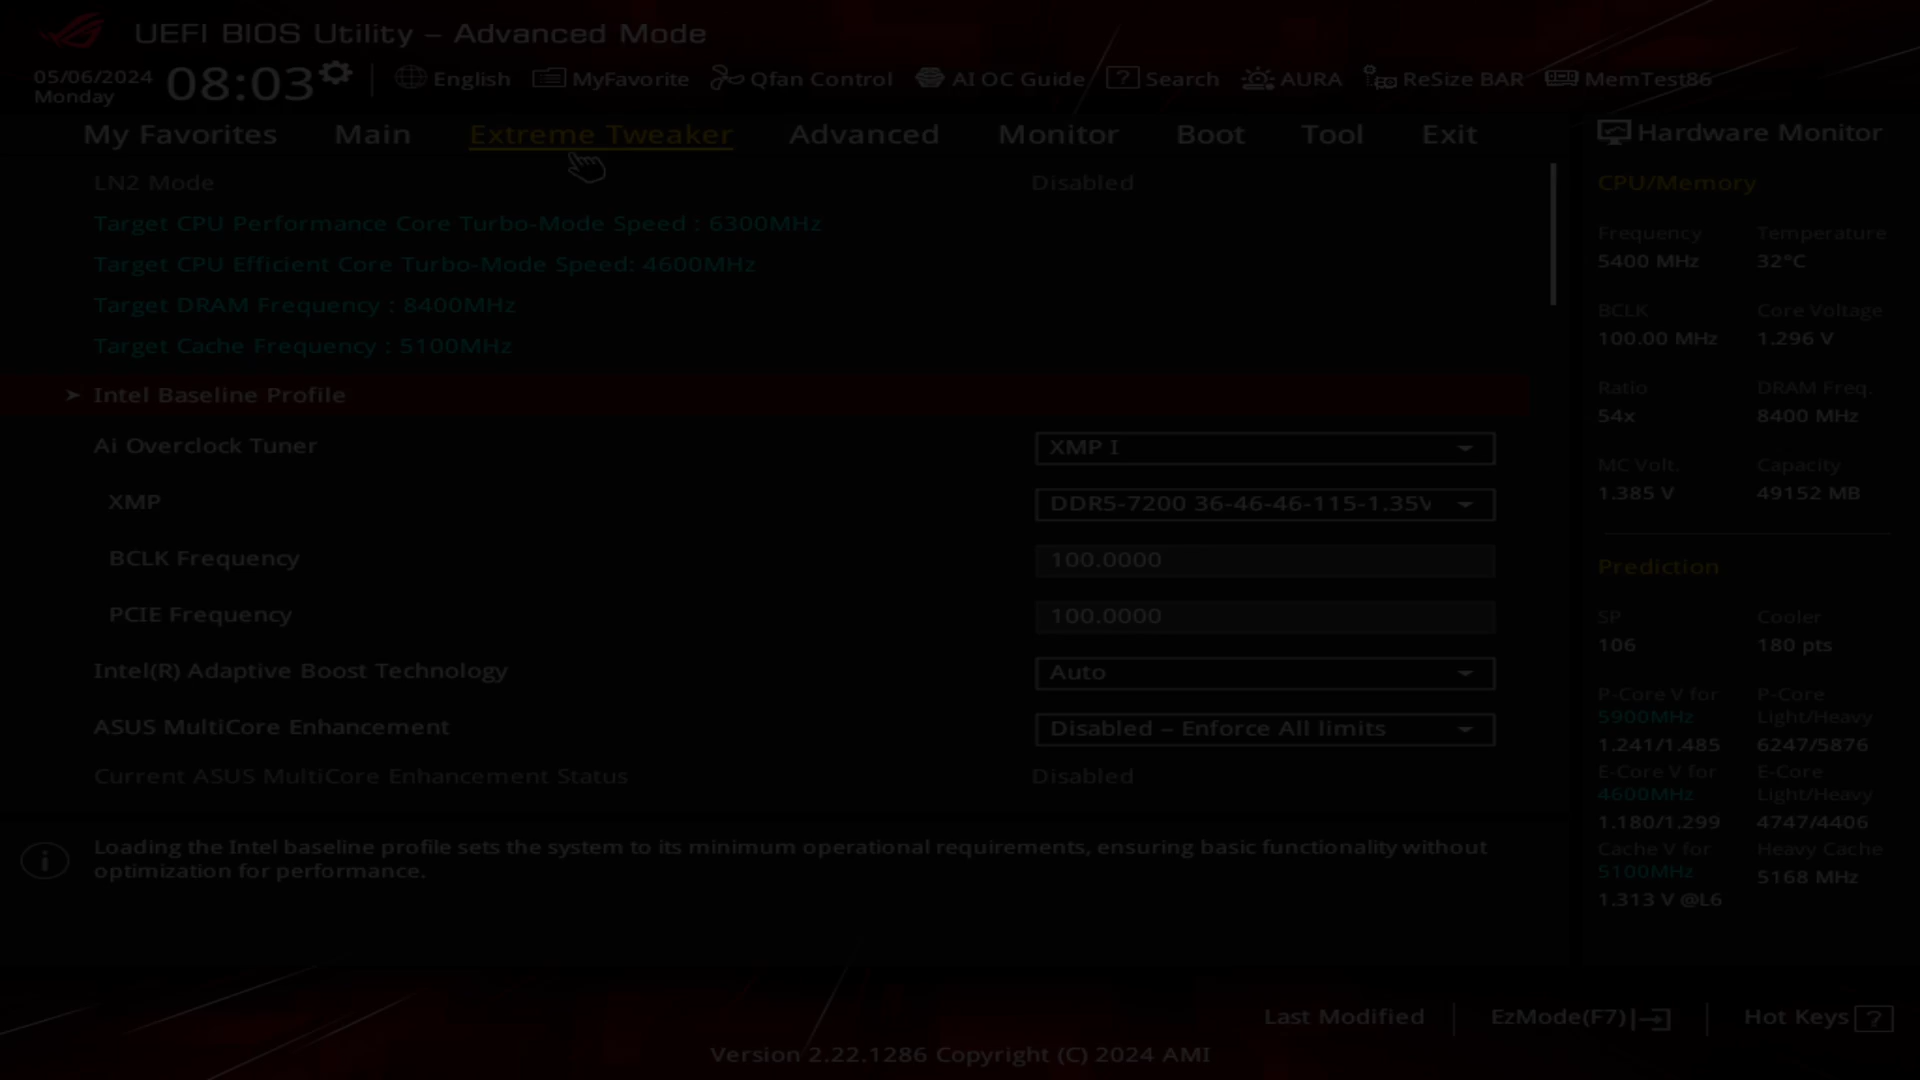 UEFI BIOS Utility – Advanced Mode
05/06/2024
Monday
08:03
English
MyFavorite
Qfan Control
AI OC Guide
? Search
AURA
ReSize BAR
MemTest86
My Favorites
Main
Extreme Tweaker
Advanced
Monitor
Boot
Tool
Exit
LN2 Mode Disabled
Target CPU Performance Core Turbo-Mode Speed : 6300MHz
Target CPU Efficient Core Turbo-Mode Speed: 4600MHz
Target DRAM Frequency : 8400MHz
Target Cache Frequency : 5100MHz
Intel Baseline Profile
Ai Overclock Tuner XMP I
XMP DDR5-7200 36-46-46-115-1.35V
BCLK Frequency 100.0000
PCIE Frequency 100.0000
Intel(R) Adaptive Boost Technology Auto
ASUS MultiCore Enhancement Disabled – Enforce All limits
Current ASUS MultiCore Enhancement Status Disabled
Loading the Intel baseline profile sets the system to its minimum operational requirements, ensuring basic functionality without
optimization for performance.
Hardware Monitor
CPU/Memory
Frequency Temperature
5400 MHz 32°C
BCLK Core Voltage
100.00 MHz 1.296 V
Ratio DRAM Freq.
54x 8400 MHz
MC Volt. Capacity
1.385 V 49152 MB
Prediction
SP Cooler
106 180 pts
P-Core V for P-Core
5900MHz Light/Heavy
1.241/1.485 6247/5876
E-Core V for E-Core
4600MHz Light/Heavy
1.180/1.299 4747/4406
Cache V for Heavy Cache
5100MHz 5168 MHz
1.313 V @L6
Last Modified
EzMode(F7)
Hot Keys ?
Version 2.22.1286 Copyright (C) 2024 AMI